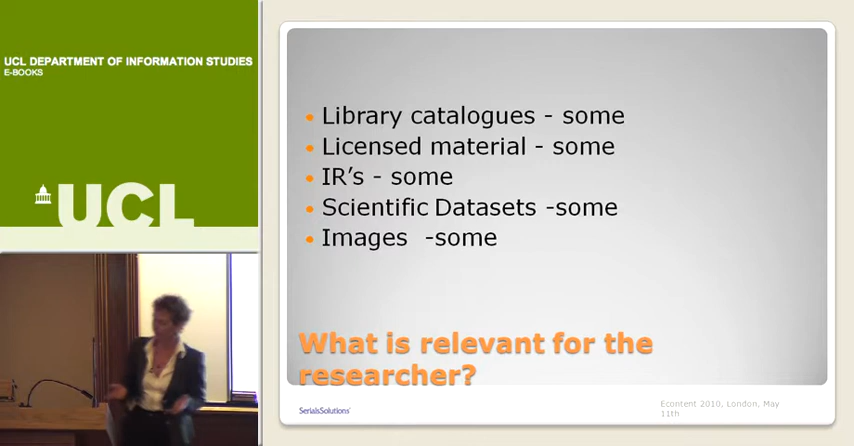 UCL DEPARTMENT OF INFORMATION STUDIES
E-BOOKS
UCL
Library catalogues - some
Licensed material - some
IR's - some
Scientific Datasets -some
Images -some
What is relevant for the
researcher?
SerialsSolutions
Econtent 2010, London, May
11th